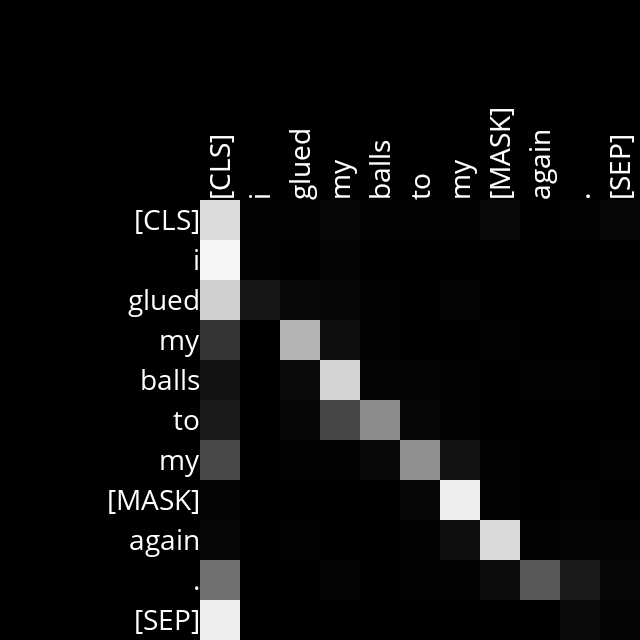 [CLS] i glued my balls to my [MASK] again . [SEP]
[CLS]
i
glued
my
balls
to
my
[MASK]
again
.
[SEP]